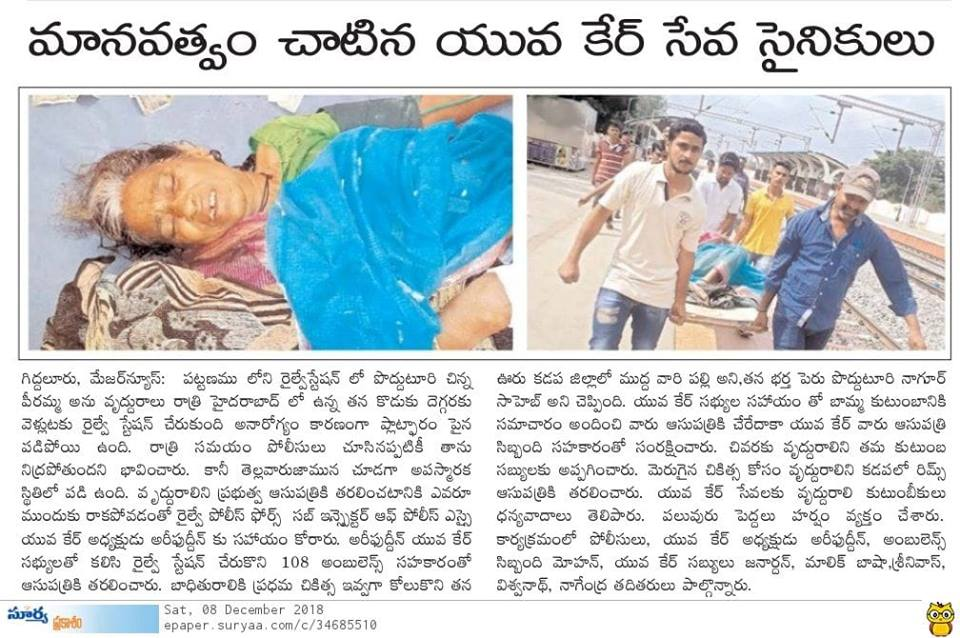 మానవత్వం చాటిన యువ కేర్ సేవ సైనికులు
గిద్దలూరు, మేజర్‌న్యూస్: పట్టణము లోని రైల్వేస్టేషన్ లో పొద్దుటూరి చిన్న
పీరమ్మ అను వృద్దురాలు రాత్రి హైదరాబాద్ లో ఉన్న తన కొడుకు దెగ్గరకు
వెళ్లుటకు రైల్వే స్టేషన్ చేరుకుంది అనారోగ్యం కారణంగా ప్లాట్ఫారం పైన
పడిపోయి ఉంది. రాత్రి సమయం పోలీసులు చూసినప్పటికీ తాను
నిద్రపోతుందని భావించారు. కానీ తెల్లవారుజామున చూడగా అపస్మారక
స్థితిలో పడి ఉంది. వృద్దురాలిని ప్రభుత్వ ఆసుపత్రికి తరలించటానికి ఎవరూ
ముందుకు రాకపోవడంతో రైల్వే పోలీస్ ఫోర్స్ సబ్ ఇన్స్పెక్టర్ ఆఫ్ పోలీస్ ఎస్సై
యువ కేర్ అధ్యక్షుడు అరీఫుద్దీన్ కు సహాయం కోరారు. అరీఫుద్దీన్ యువ కేర్
సభ్యులతో కలిసి రైల్వే స్టేషన్ చేరుకొని 108 అంబులెన్స్ సహకారంతో
ఆసుపత్రికి తరలించారు. బాధితురాలికి ప్రధమ చికిత్స ఇవ్వగా కోలుకొని తన
ఊరు కడప జిల్లాలో ముద్ద వారి పల్లి అని,తన భర్త పెరు పొద్దుటూరి నాగూర్
సాహెబ్ అని చెప్పింది. యువ కేర్ సభ్యుల సహాయం తో బామ్మ కుటుంబానికి
సమాచారం అందించి వారు ఆసుపత్రికి చేరేదాకా యువ కేర్ వారు ఆసుపత్రి
సిబ్బంది సహకారంతో సంరక్షించారు. చివరకు వృద్దురాలిని తమ కుటుంబ
సబ్యులకు అప్పగించారు. మెరుగైన చికిత్స కోసం వృద్దురాలిని కడపలో రిమ్స్
ఆసుపత్రికి తరలించారు. యువ కేర్ సేవలకు వృద్దురాలి కుటుంబీకులు
ధన్యవాదాలు తెలిపారు. పలువురు పెద్దలు హర్షం వ్యక్తం చేశారు.
కార్యక్రమంలో పోలీసులు, యువ కేర్ అధ్యక్షుడు అరీఫుద్దీన్, అంబులెన్స్
సిబ్బంది మోహన్, యువ కేర్ సబ్యులు జనార్దన్, మాలిక్ బాషా,శ్రీనివాస్,
విశ్వనాథ్, నాగేంద్ర తదితరులు పాల్గొన్నారు.
సూర్య ప్రకాశం
Sat, 08 December 2018
epaper.suryaa.com/c/34685510